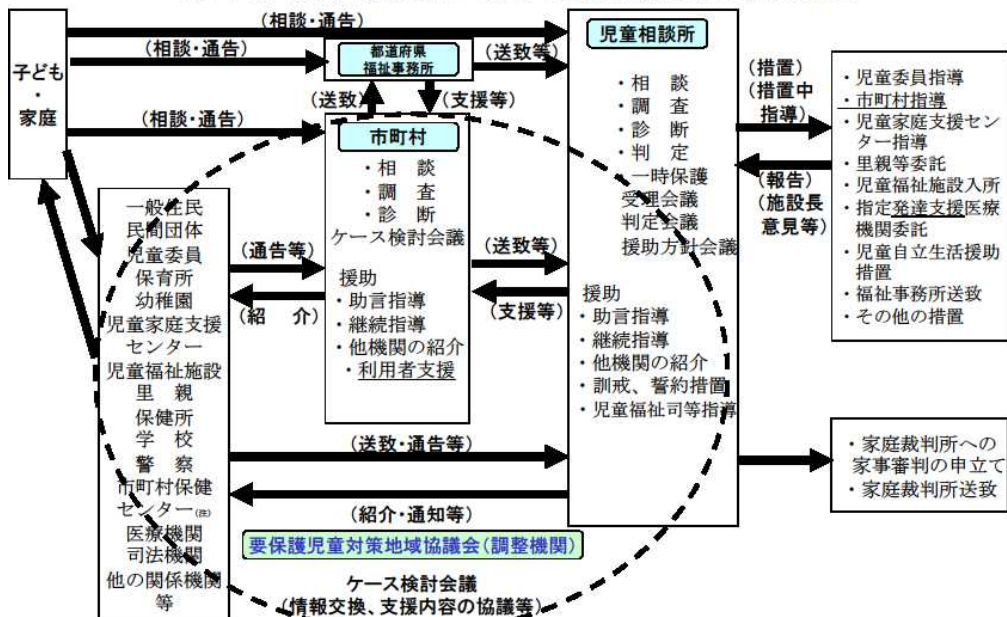 (相談・通告)
(相談・通告)
都道府県
福祉事務所
(送致等)
児童相談所
子ども
・
家庭
(送致)
(支援等)
(相談・通告)
市町村
・相　談
・調　査
・診　断
ケース検討会議
援助
・助言指導
・継続指導
・他機関の紹介
・利用者支援
・相　談
・調　査
・診　断
・判　定
・一時保護
受理会議
判定会議
援助方針会議
援助
・助言指導
・継続指導
・他機関の紹介
・訓戒、誓約措置
・児童福祉司等指導
(措置)
(措置中
指導)
(報告)
(施設長
意見等)
・児童委員指導
・市町村指導
・児童家庭支援セン
ター指導
・里親等委託
・児童福祉施設入所
・指定発達支援医療
機関委託
・児童自立生活援助
措置
・福祉事務所送致
・その他の措置
一般住民
民間団体
児童委員
保育所
幼稚園
児童家庭支援
センター
児童福祉施設
里　親
保健所
学　校
警　察
市町村保健
センター(注)
医療機関
司法機関
他の関係機関
等
(通告等)
(紹　介)
(送致等)
(支援等)
(送致・通告等)
(紹介・通知等)
・家庭裁判所への
家事審判の申立て
・家庭裁判所送致
要保護児童対策地域協議会(調整機関)
ケース検討会議
(情報交換、支援内容の協議等)